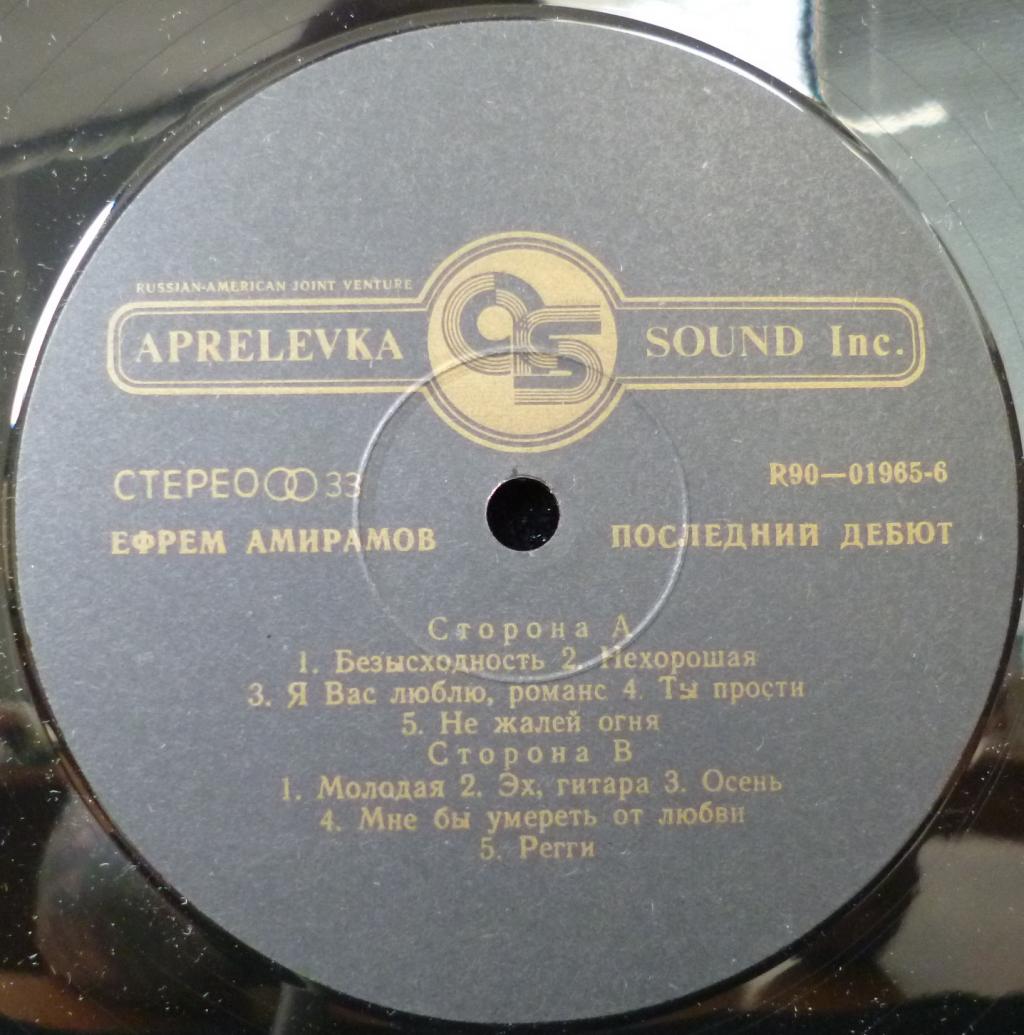 RUSSIAN-AMERICAN JOINT VENTURE
APRELEVKA SOUND Inc.
СТЕРЕО 33 R90—01965-6
ЕФРЕМ АМИРАМОВ ПОСЛЕДНИЙ ДЕБЮТ
Сторона А
1. Безысходность 2. Нехорошая
3. Я Вас люблю, романс 4. Ты прости
5. Не жалей огня
Сторона В
1. Молодая 2. Эх, гитара 3. Осень
4. Мне бы умереть от любви
5. Регги